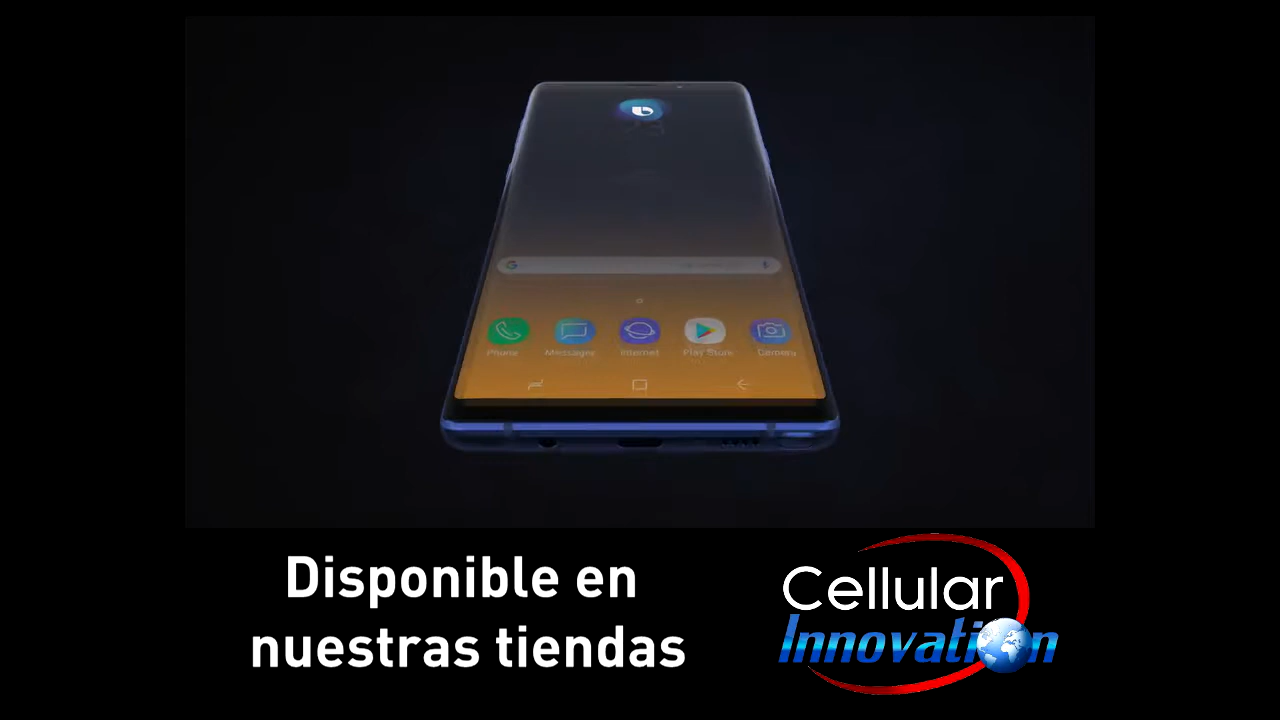 Phone Messages Internet Play Store Camera
Disponible en
nuestras tiendas
Cellular
Innovation